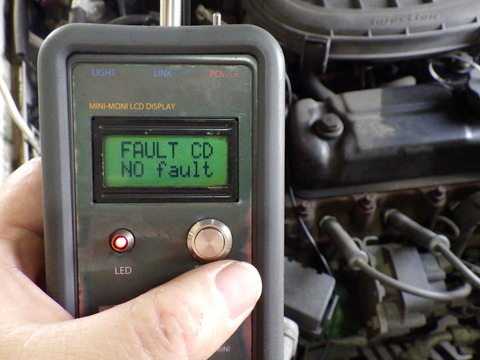 Injection
LIGHT LINK POWER
MINI-MONI LCD DISPLAY
FAULT CD
NO fault
LED